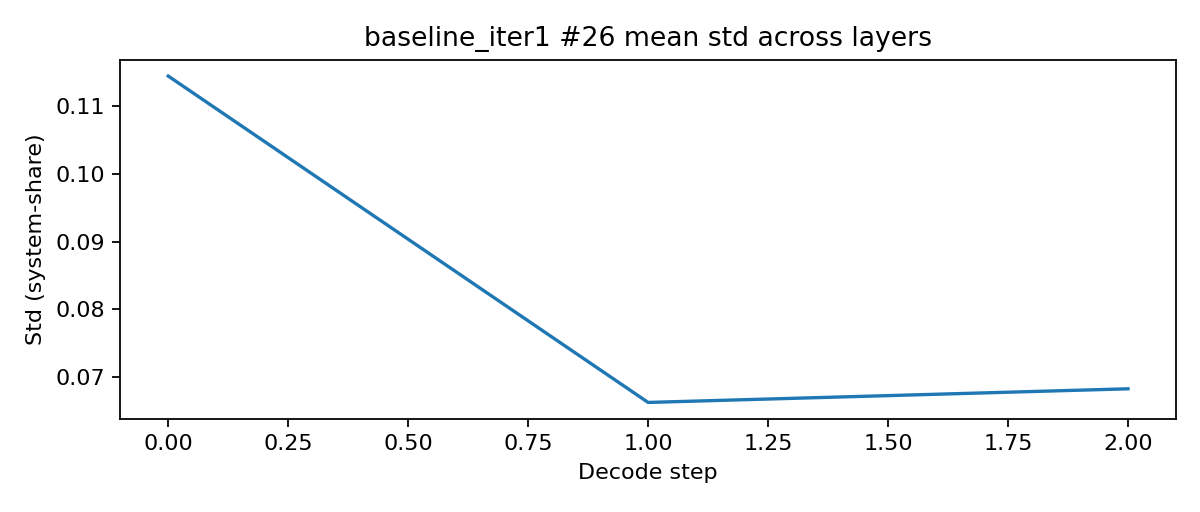 baseline_iter1 #26 mean std across layers
Std (system-share)
0.11
0.10
0.09
0.08
0.07
0.00 0.25 0.50 0.75 1.00 1.25 1.50 1.75 2.00
Decode step